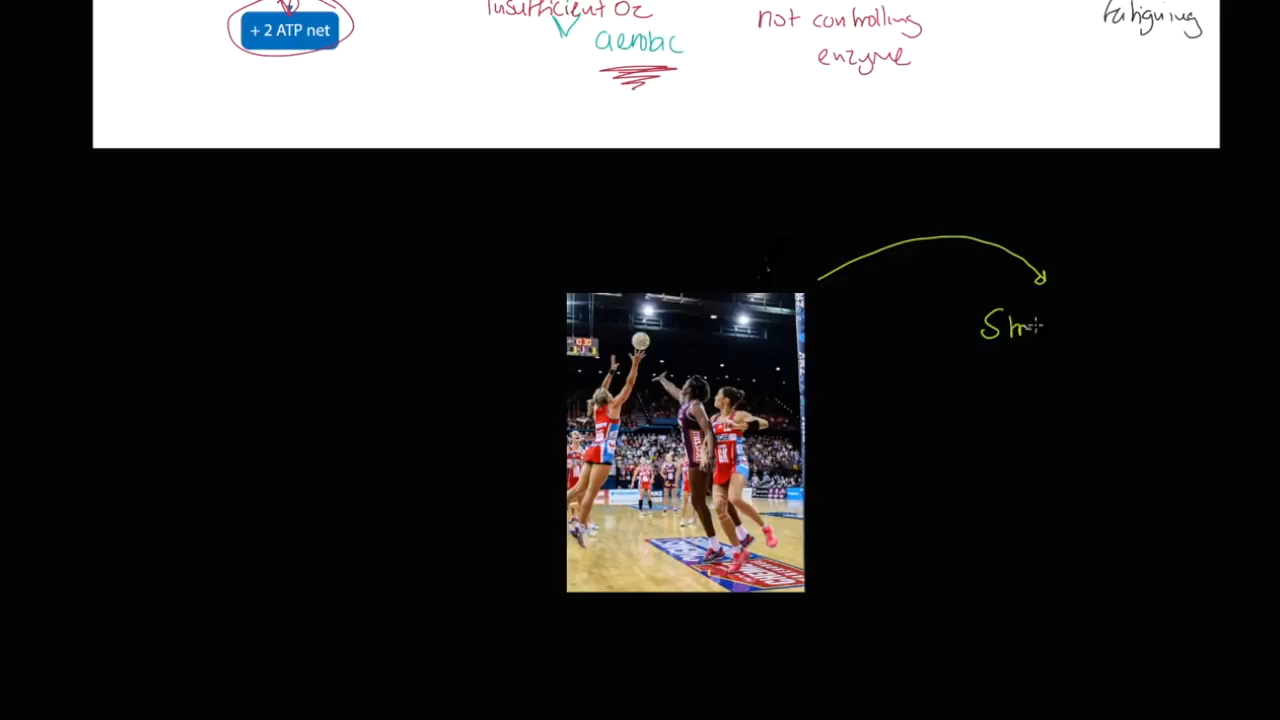 + 2 ATP net
Insufficient O2
aerobic
not controlling
enzyme
fatiguing